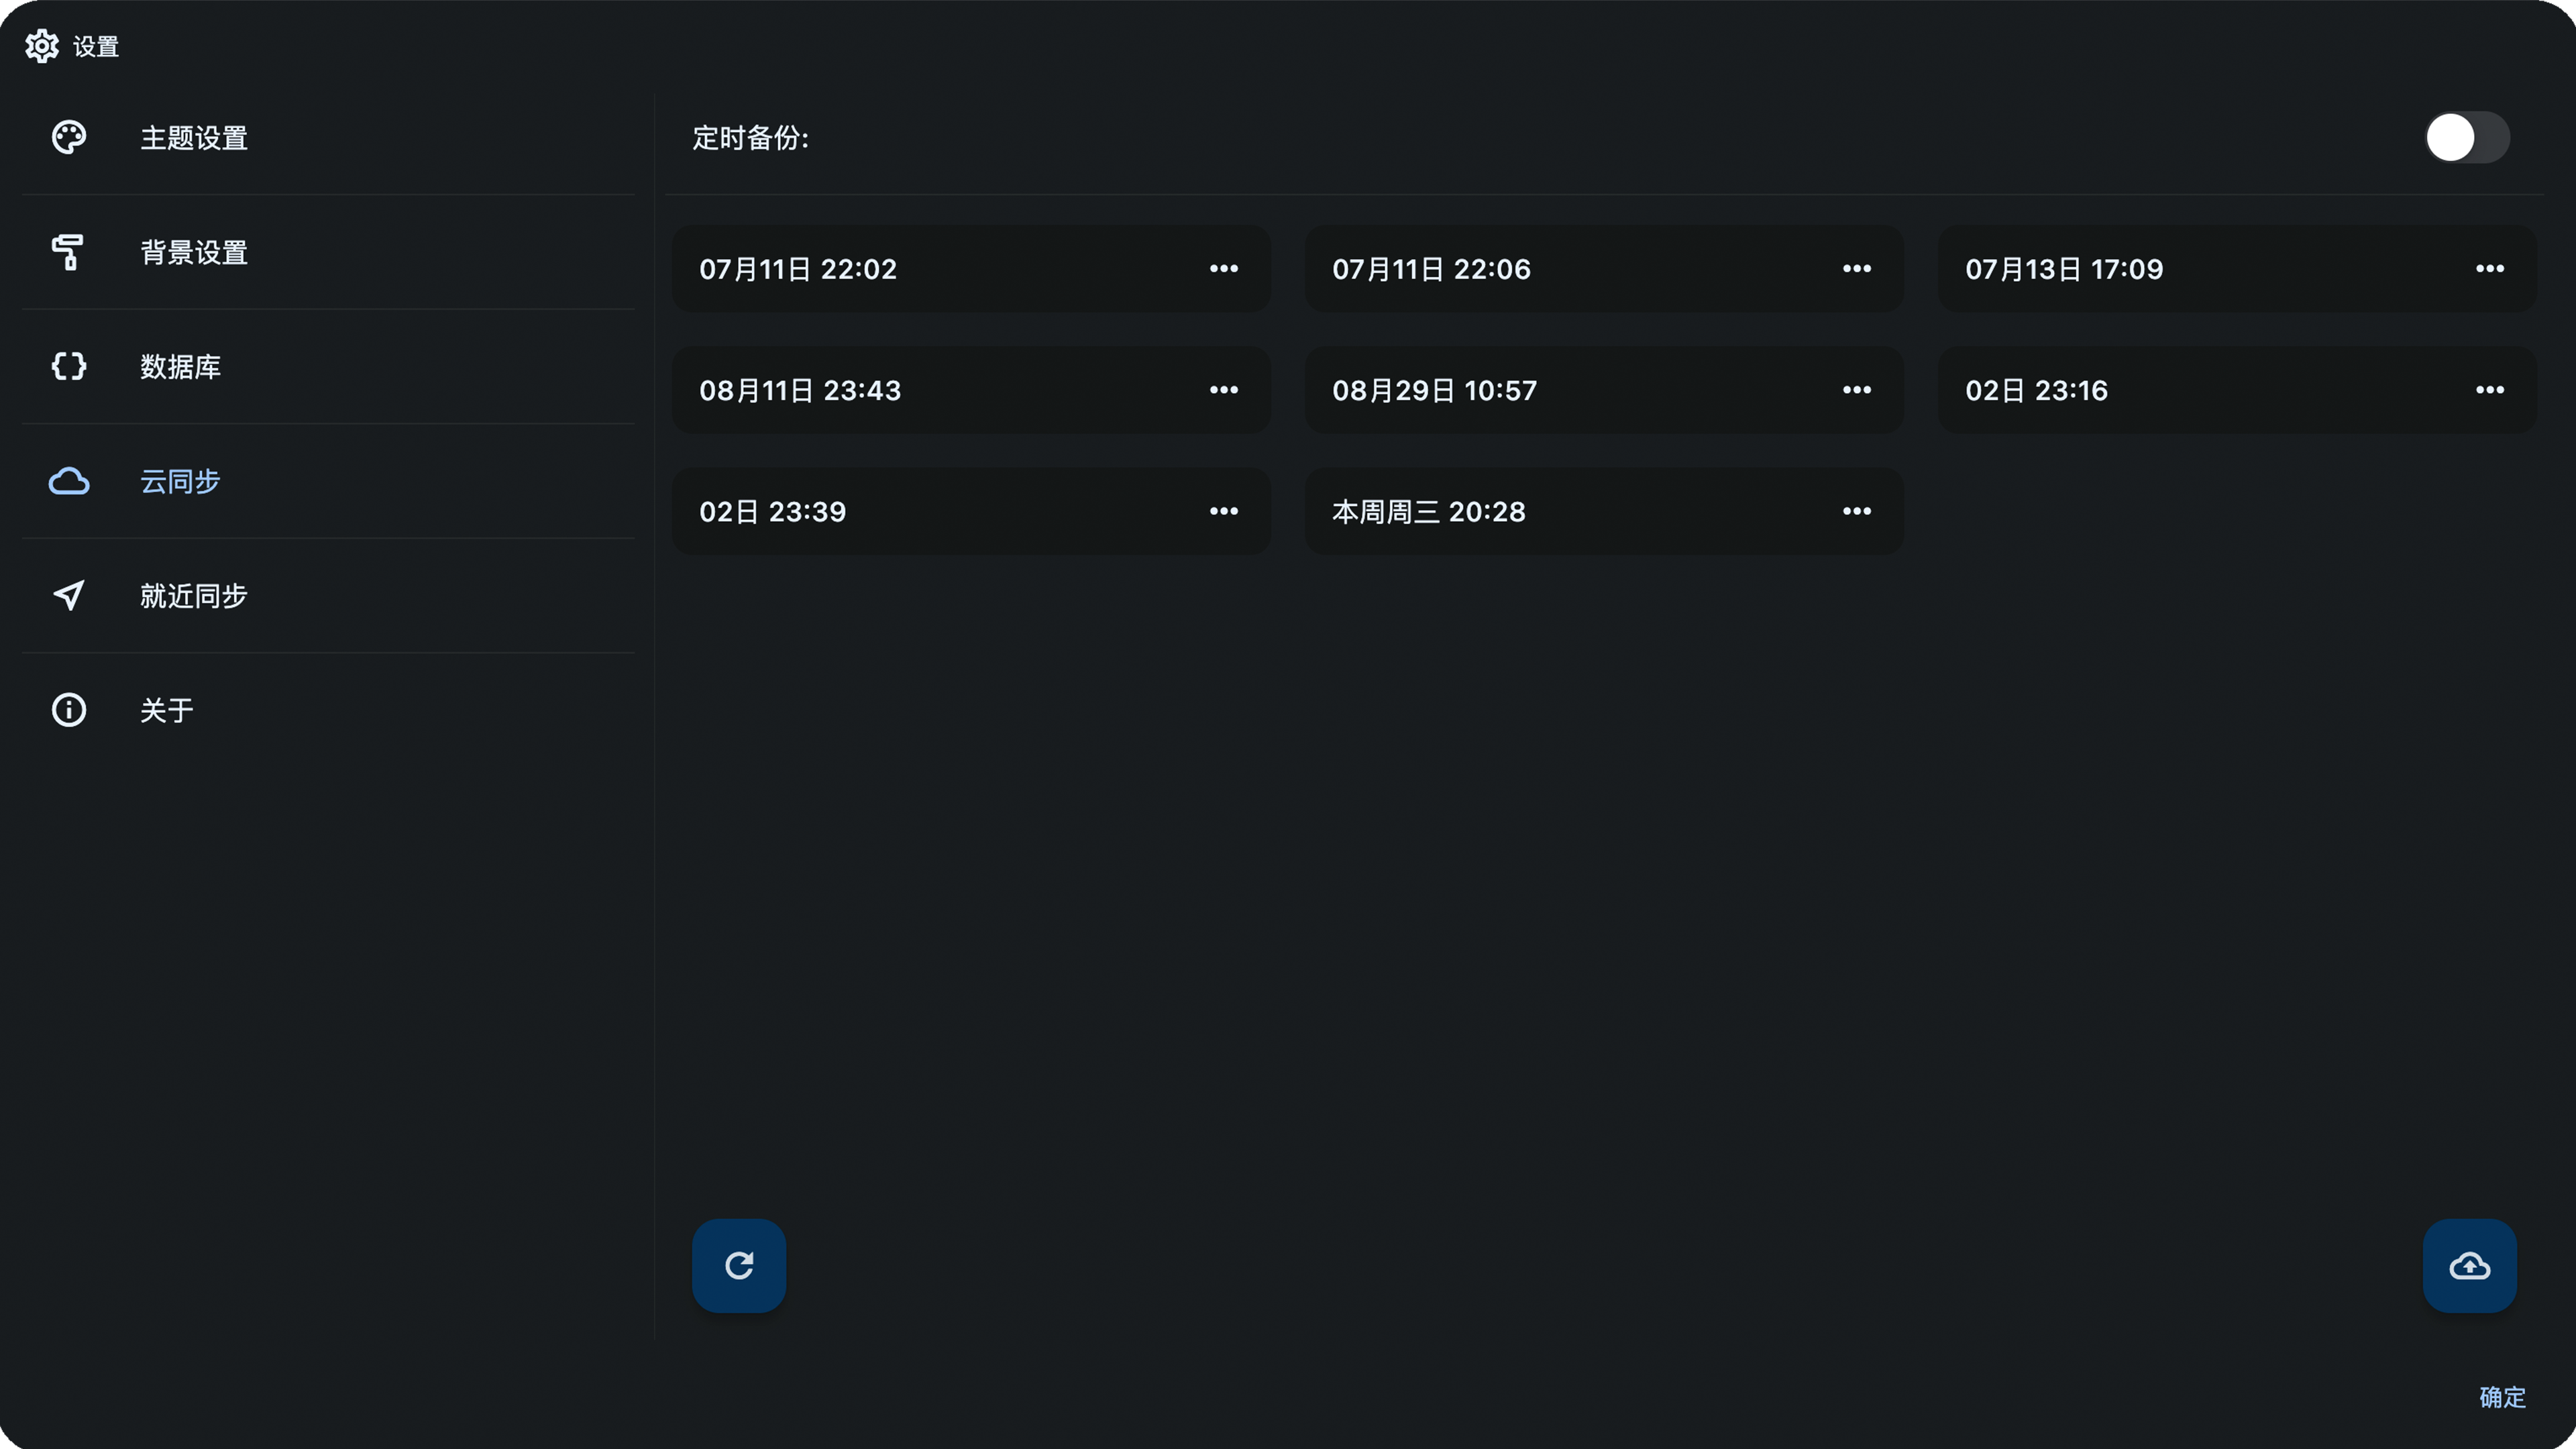 设置
主题设置
背景设置
数据库
云同步
就近同步
关于
定时备份:
07月11日 22:02
07月11日 22:06
07月13日 17:09
08月11日 23:43
08月29日 10:57
02日 23:16
02日 23:39
本周周三 20:28
确定